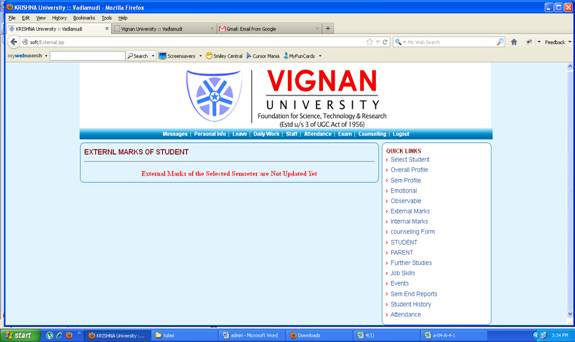 KRISHNA University :: Vadlamudi - Mozilla Firefox
File Edit View History Bookmarks Tools Help
KRISHNA University :: Vadlamudi
Vignan University :: Vadlamudi
Gmail: Email from Google
soft/External.jsp
My Web Search
Feedback
mywebsearch
Search
Screensavers
Smiley Central
Cursor Mania
MyFunCards
VIGNAN
UNIVERSITY
Foundation for Science, Technology & Research
(Estd u/s 3 of UGC Act of 1956)
Messages | Personal Info | Leave | Daily Work | Staff | Attendance | Exam | Counselling | Logout
EXTERNL MARKS OF STUDENT
External Marks of the Selected Semseter are Not Updated Yet
QUICK LINKS
Select Student
Overall Profile
Sem Profile
Emotional
Observable
External Marks
Internal Marks
counseling Form
STUDENT
PARENT
Further Studies
Job Skills
Events
Sem End Reports
Student History
Attendance
start
KRISHNA University :...
admin - Microsoft Word
Downloads
4(1)
a-04-A-4-1
3:34 PM